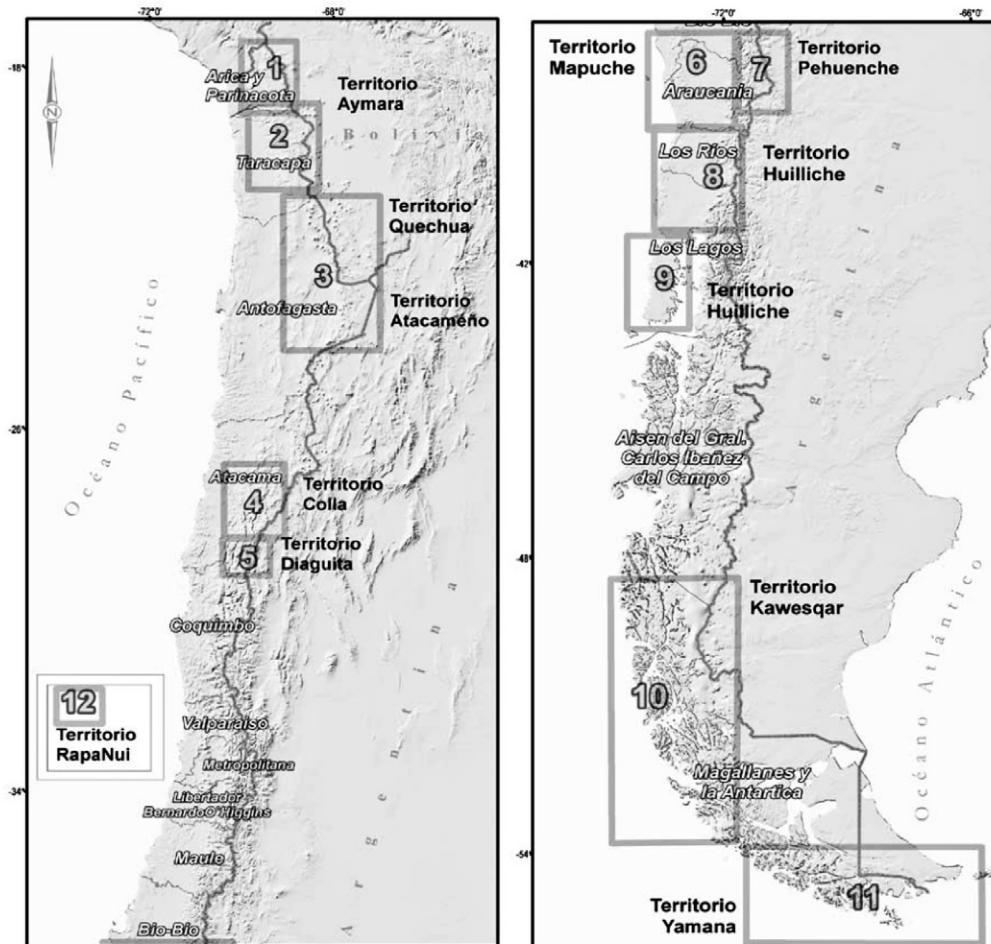 -72°0'
-68°0'
-18°
1
Arica y
Parinacota
Territorio
Aymara
N
2
Taracapa
Bolivia
Territorio
Quechua
3
Antofagasta
Territorio
Atacameño
Océano Pacífico
-26°
Atacama
4
Territorio
Colla
5
Territorio
Diaguita
Coquimbo
Argentina
12
Territorio
RapaNui
Valparaiso
Metropolitana
-34°
Libertador
BernardoO'Higgins
Maule
Bio-Bio
-72°0'
-66°0'
Territorio
Mapuche
6
Araucania
7
Territorio
Pehuenche
Los Ríos
8
Territorio
Huilliche
-42°
Los Lagos
9
Territorio
Huilliche
Argentina
Aisen del Gral.
Carlos Ibañez
del Campo
-48°
Territorio
Kawesqar
Océano Atlántico
10
Magallanes y
la Antartica
-54°
11
Territorio
Yamana